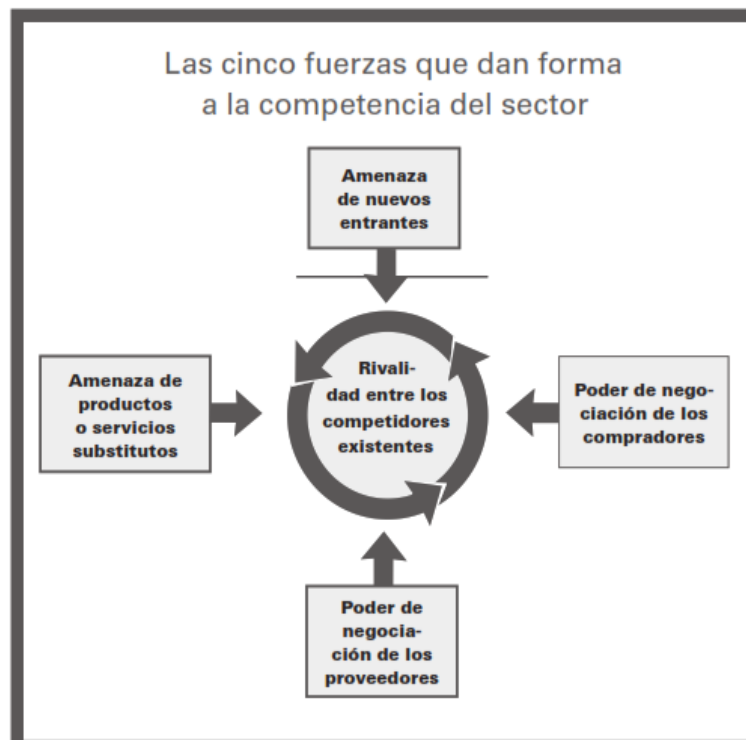 Las cinco fuerzas que dan forma
a la competencia del sector
Amenaza
de nuevos
entrantes
Rivali-
dad entre los
competidores
existentes
Amenaza de
productos
o servicios
substitutos
Poder de nego-
ciación de los
compradores
Poder de
negocia-
ción de los
proveedores